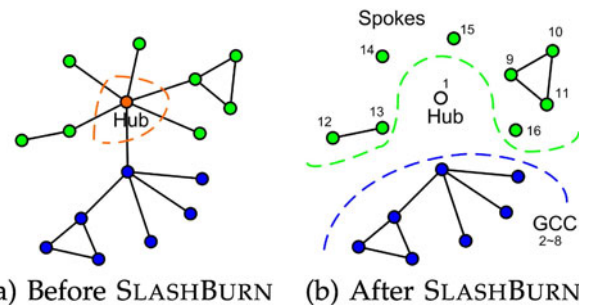 Hub
Spokes
15
14
10
9
11
1
Hub
13
12
16
GCC
2~8
a) Before SLASHBURN
(b) After SLASHBURN